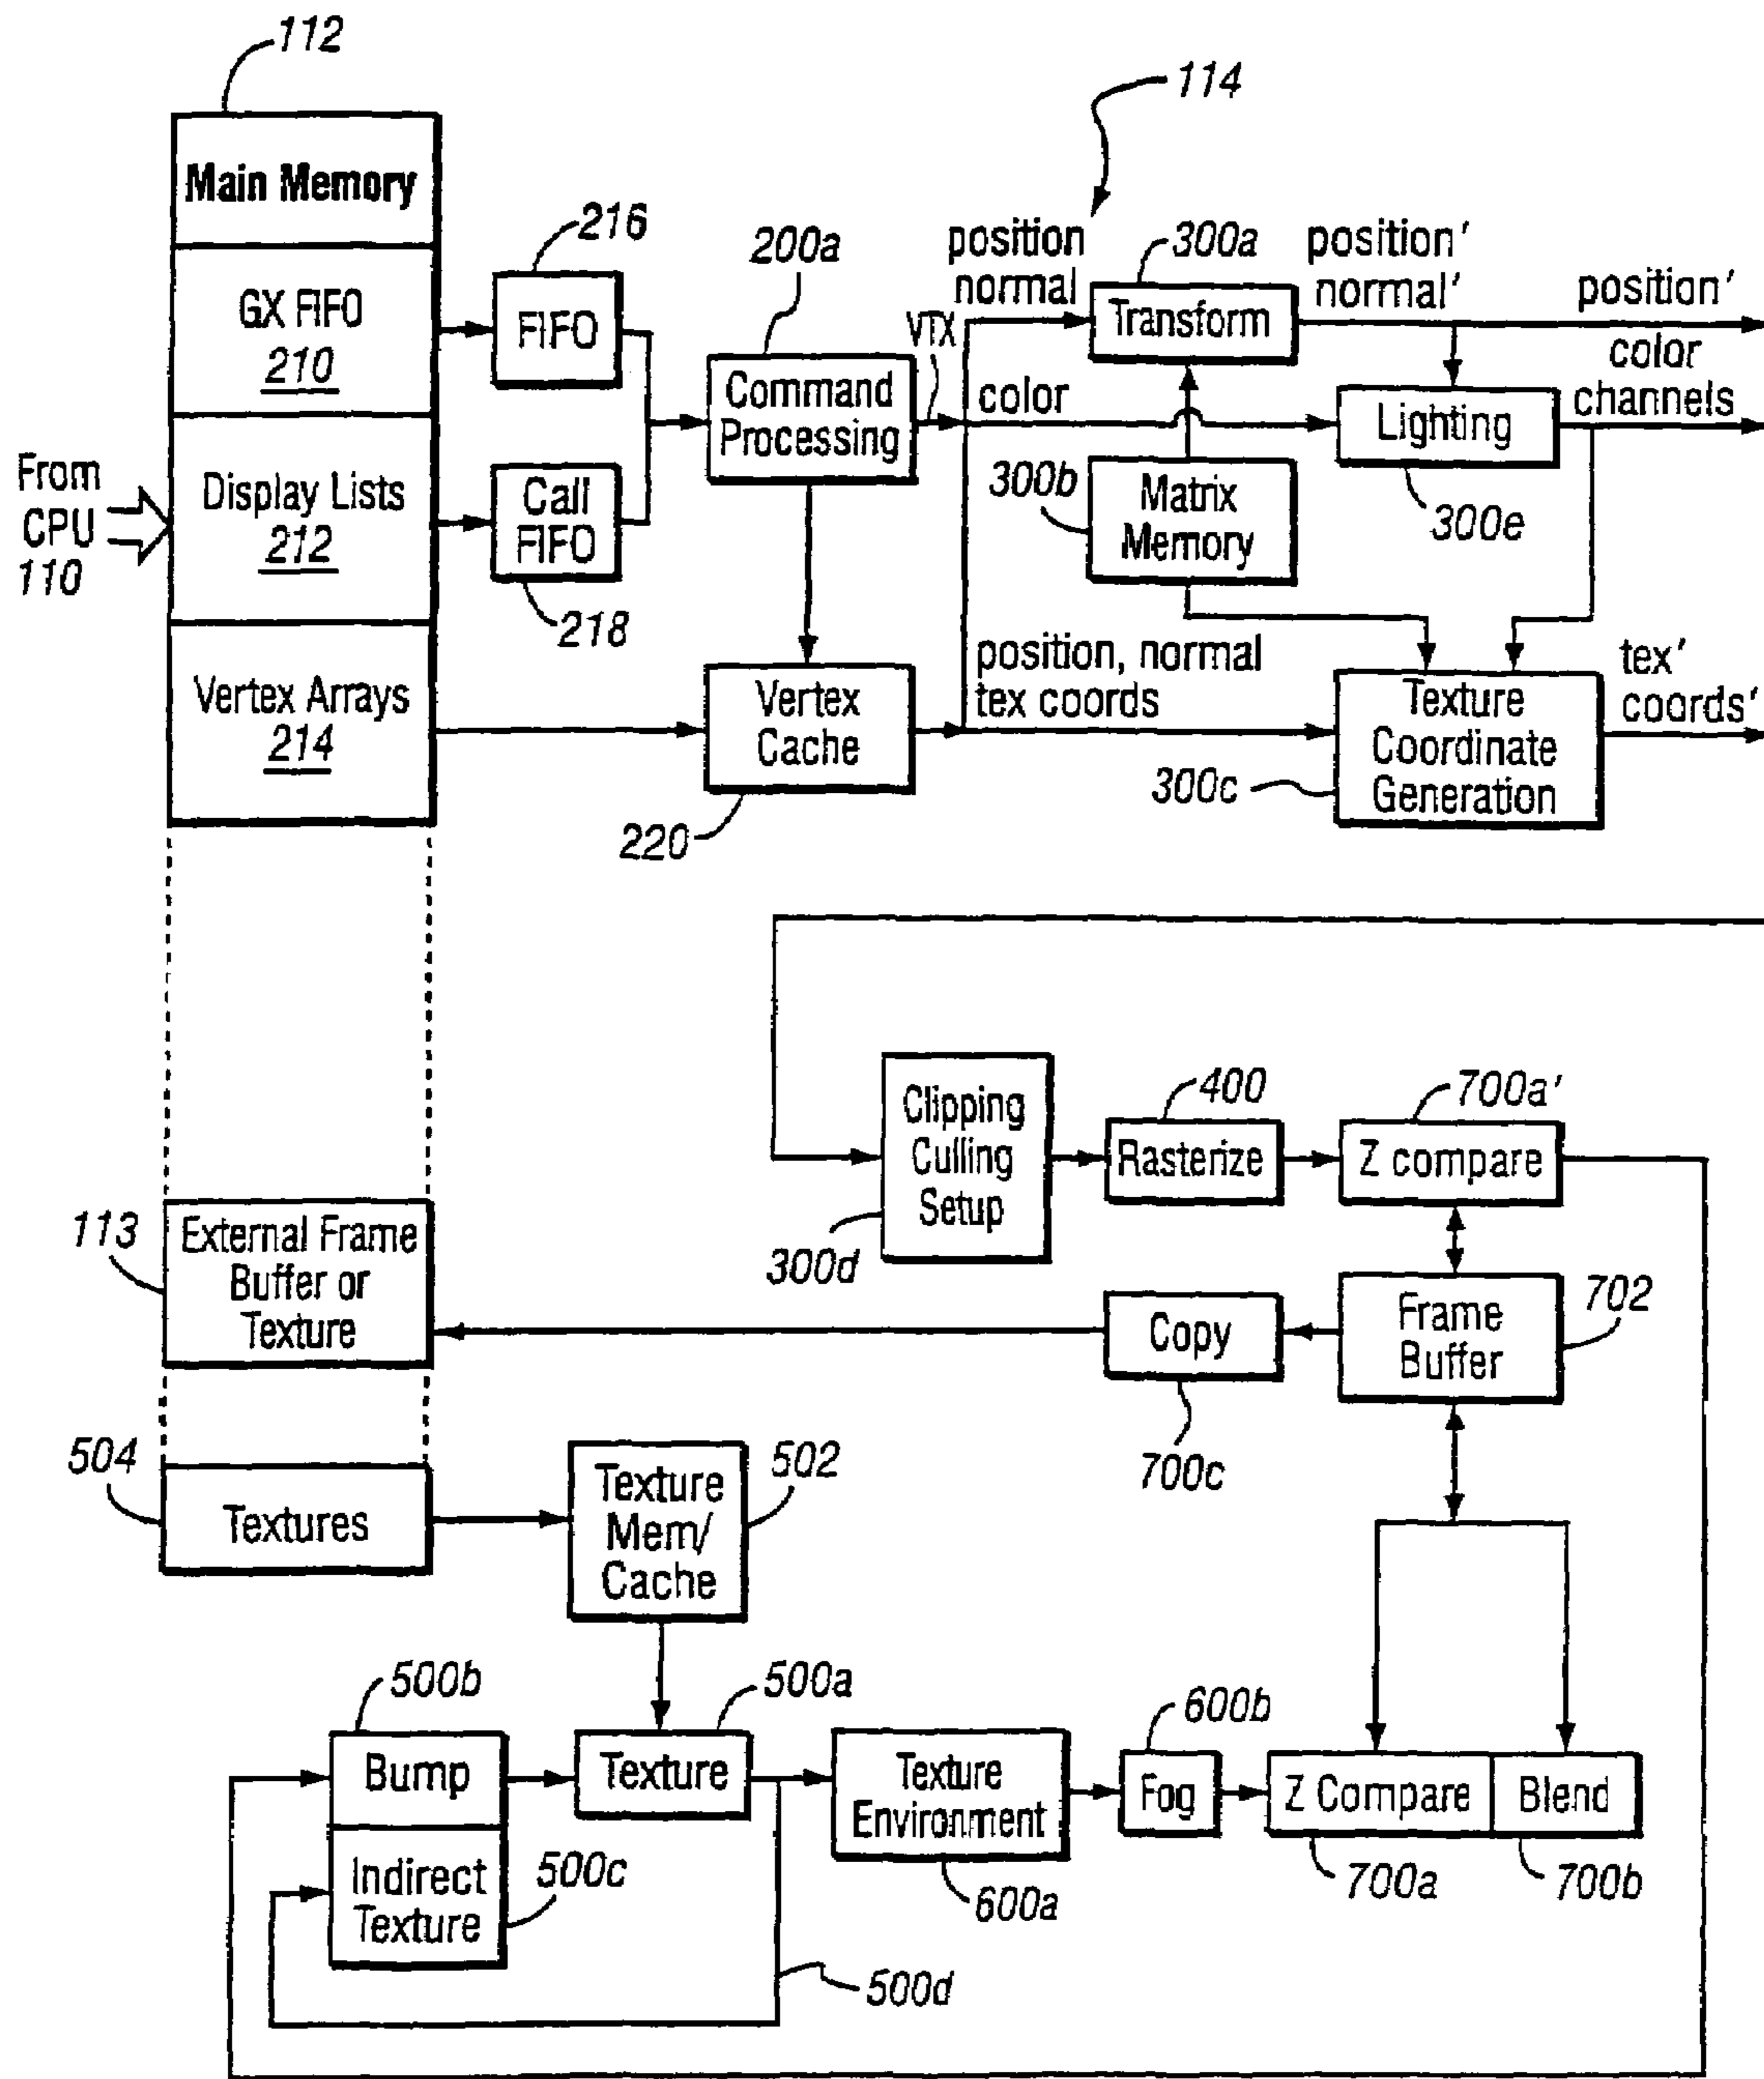 112
114
Main Memory
GX FIFO
210
Display Lists
212
Vertex Arrays
214
From
CPU
110
216
FIFO
Call
FIFO
218
200a
Command
Processing
VTX
Vertex
Cache
220
position
normal
300a
Transform
position′
normal′
position′
color
color
channels
Lighting
300e
300b
Matrix
Memory
position, normal
tex coords
Texture
Coordinate
Generation
300c
tex′
coords′
Clipping
Culling
Setup
300d
400
Rasterize
700a′
Z compare
113
External Frame
Buffer or
Texture
Copy
700c
Frame
Buffer
702
504
Textures
Texture
Mem/
Cache
502
500b
Bump
Indirect
Texture
500c
500a
Texture
500d
Texture
Environment
600a
600b
Fog
Z Compare
700a
Blend
700b